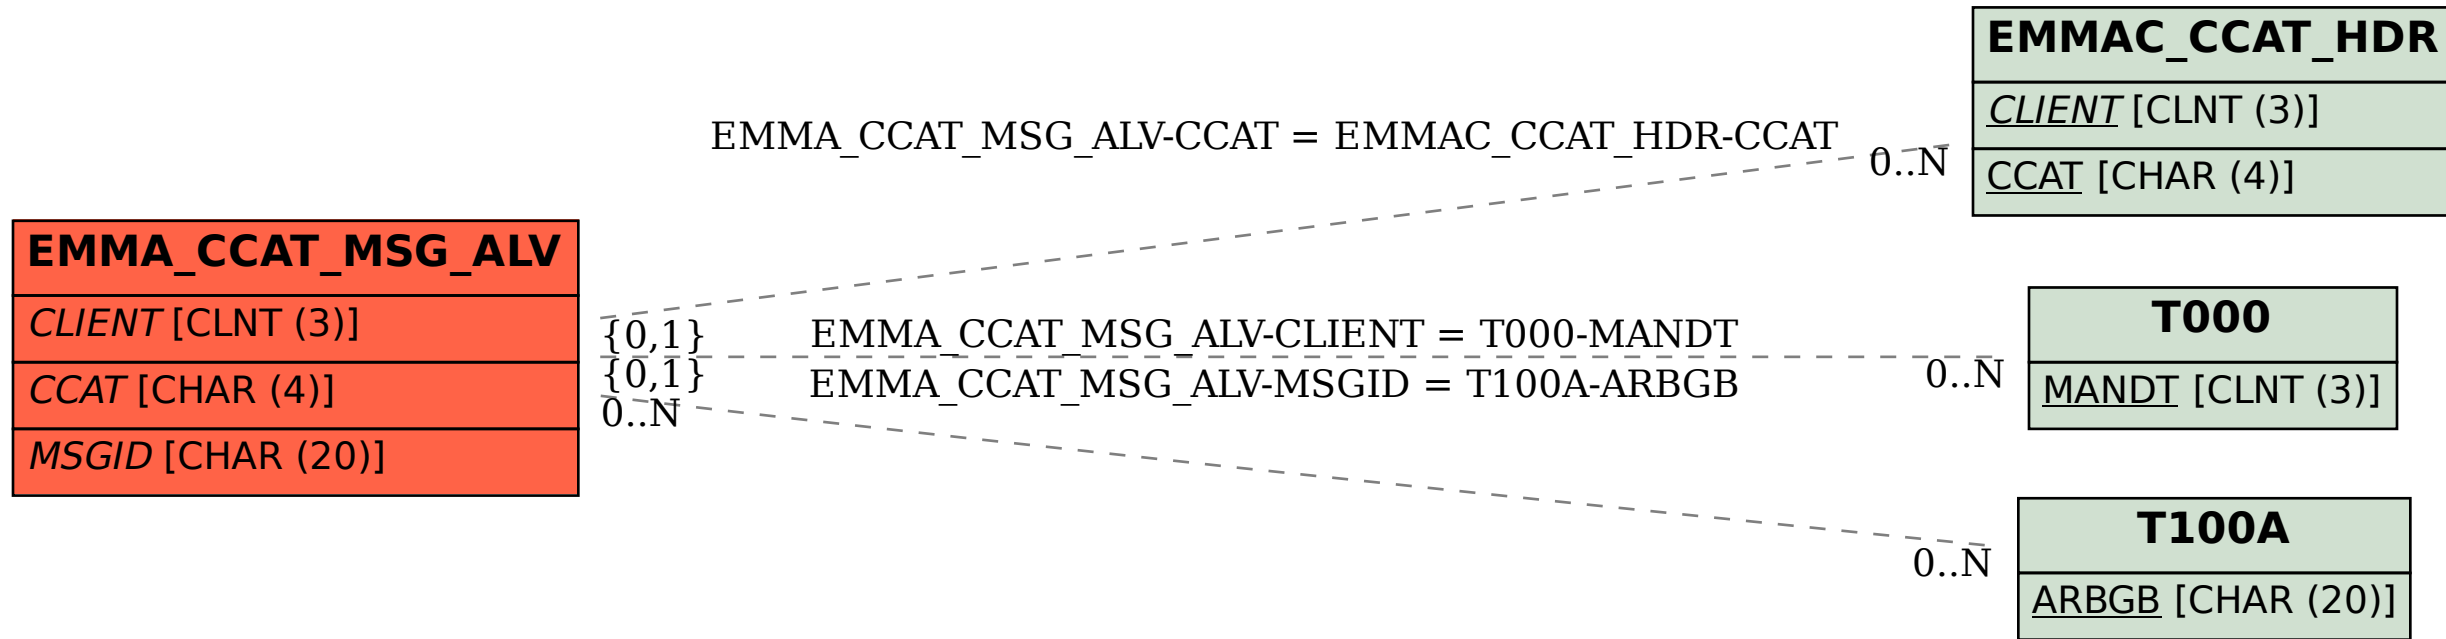 EMMAC_CCAT_HDR
CLIENT [CLNT (3)]
CCAT [CHAR (4)]
EMMA_CCAT_MSG_ALV-CCAT = EMMAC_CCAT_HDR-CCAT
0..N
EMMA_CCAT_MSG_ALV
CLIENT [CLNT (3)]
CCAT [CHAR (4)]
MSGID [CHAR (20)]
{0,1}
EMMA_CCAT_MSG_ALV-CLIENT = T000-MANDT
{0,1}
EMMA_CCAT_MSG_ALV-MSGID = T100A-ARBGB
0..N
0..N
T000
MANDT [CLNT (3)]
0..N
T100A
ARBGB [CHAR (20)]